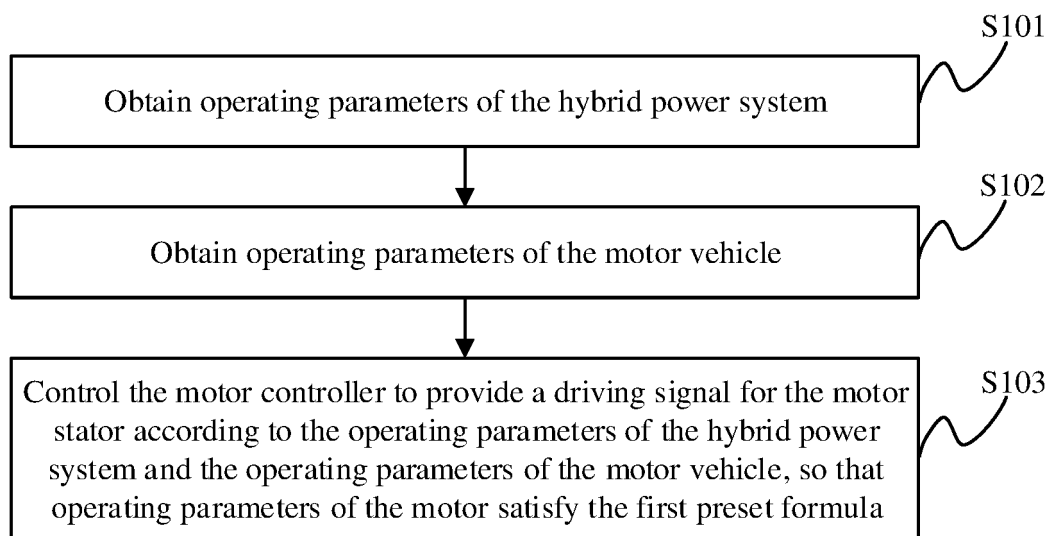 S101
Obtain operating parameters of the hybrid power system
S102
Obtain operating parameters of the motor vehicle
S103
Control the motor controller to provide a driving signal for the motor
stator according to the operating parameters of the hybrid power
system and the operating parameters of the motor vehicle, so that
operating parameters of the motor satisfy the first preset formula